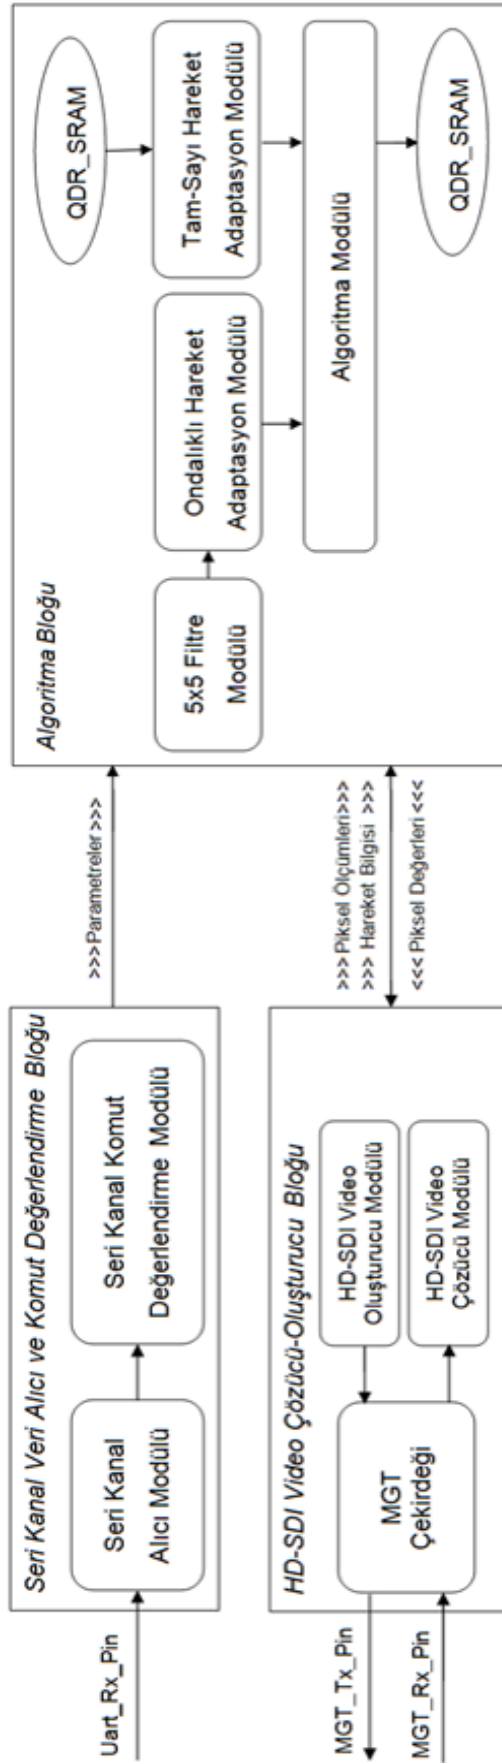 Uart_Rx_Pin
Seri Kanal Veri Alıcı ve Komut Değerlendirme Bloğu
Seri Kanal
Alıcı Modülü
Seri Kanal Komut
Değerlendirme Modülü
>>>Parametreler >>>
MGT_Tx_Pin
MGT_Rx_Pin
HD-SDI Video Çözücü-Oluşturucu Bloğu
MGT
Çekirdeği
HD-SDI Video
Oluşturucu Modülü
HD-SDI Video
Çözücü Modülü
>>> Piksel Ölçümleri>>>
>>> Hareket Bilgisi >>>
<<< Piksel Değerleri <<<
Algoritma Bloğu
5x5 Filtre
Modülü
Ondalıklı Hareket
Adaptasyon Modülü
QDR_SRAM
Tam-Sayı Hareket
Adaptasyon Modülü
Algoritma Modülü
QDR_SRAM